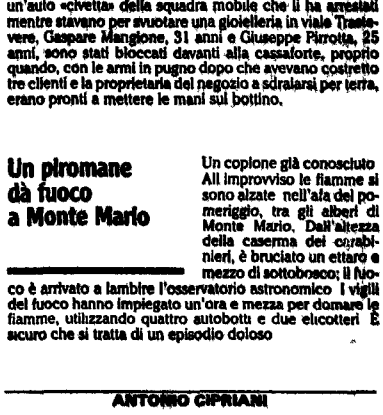 un'auto «civetta» della squadra mobile che li ha arrestati
mentre stavano per svuotare una gioielleria in viale Traste-
vere, Gaspare Mangione, 31 anni e Giuseppe Pirrotta, 25
anni, sono stati bloccati davanti alla cassaforte, proprio
quando, con le armi in pugno dopo che avevano costretto
tre clienti e la proprietaria del negozio a sdraiarsi per terra,
erano pronti a mettere le mani sul bottino.
Un piromane
dà fuoco
a Monte Mario
Un copione già conosciuto
All improvviso le fiamme si
sono alzate nell'afa del po-
meriggio, tra gli alberi di
Monte Mario, Dall'altezza
della caserma dei carabi-
nieri, è bruciato un ettaro e
mezzo di sottobosco; il fuo-
co è arrivato a lambire l'osservatorio astronomico I vigili
del fuoco hanno impiegato un'ora e mezza per domare le
fiamme, utilizzando quattro autobotti e due elicotteri È
sicuro che si tratta di un episodio doloso
ANTONIO CIPRIANI